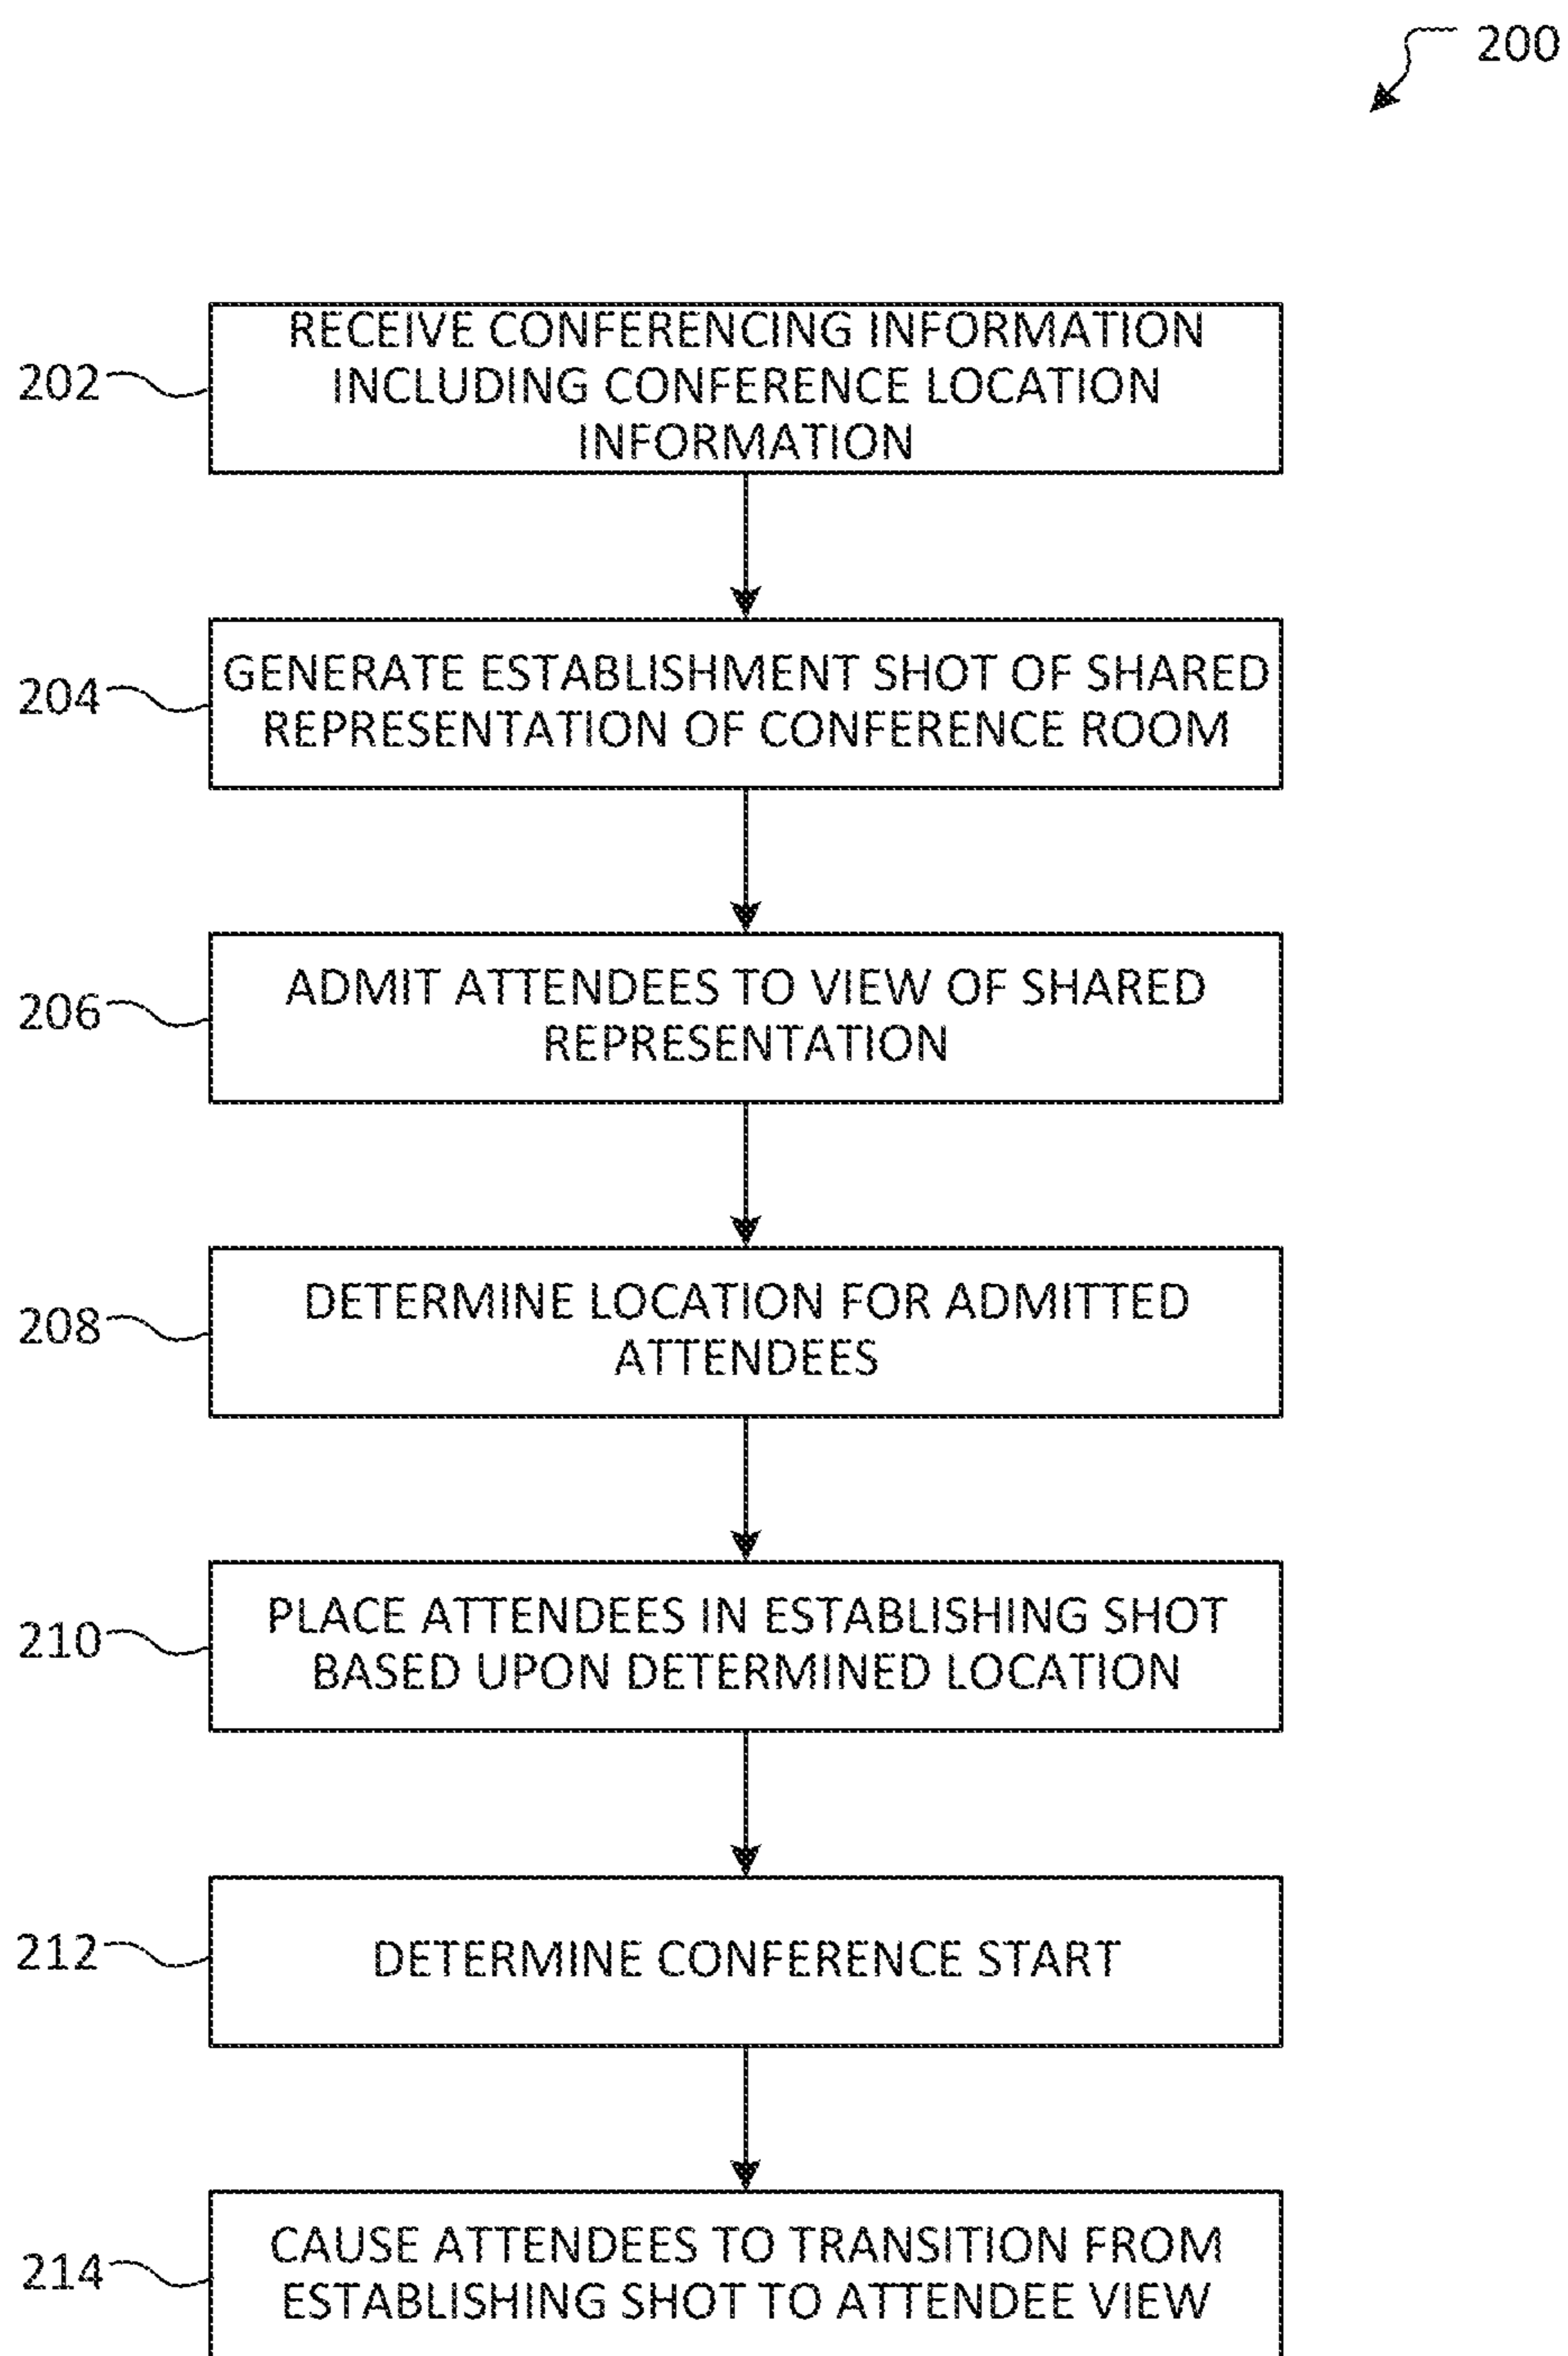 200
202
RECEIVE CONFERENCING INFORMATION
INCLUDING CONFERENCE LOCATION
INFORMATION
204
GENERATE ESTABLISHMENT SHOT OF SHARED
REPRESENTATION OF CONFERENCE ROOM
206
ADMIT ATTENDEES TO VIEW OF SHARED
REPRESENTATION
208
DETERMINE LOCATION FOR ADMITTED
ATTENDEES
210
PLACE ATTENDEES IN ESTABLISHING SHOT
BASED UPON DETERMINED LOCATION
212
DETERMINE CONFERENCE START
214
CAUSE ATTENDEES TO TRANSITION FROM
ESTABLISHING SHOT TO ATTENDEE VIEW